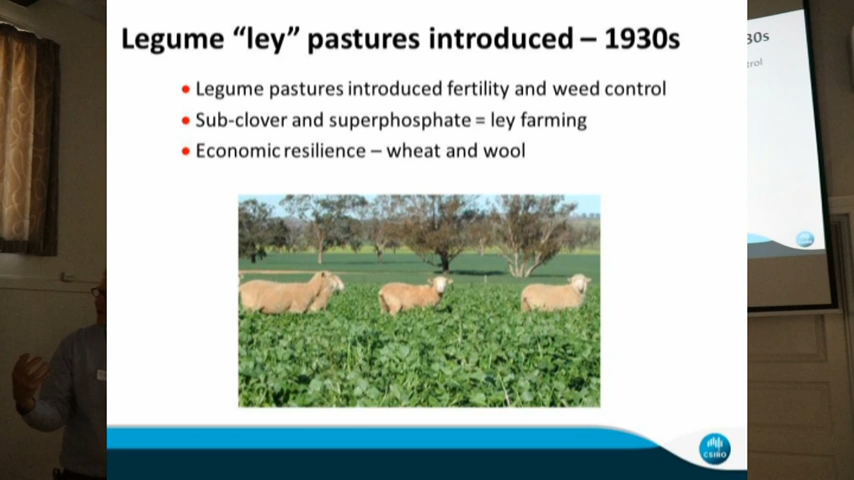 Legume “ley” pastures introduced – 1930s
• Legume pastures introduced fertility and weed control
• Sub-clover and superphosphate = ley farming
• Economic resilience – wheat and wool
CSIRO
30s
trol